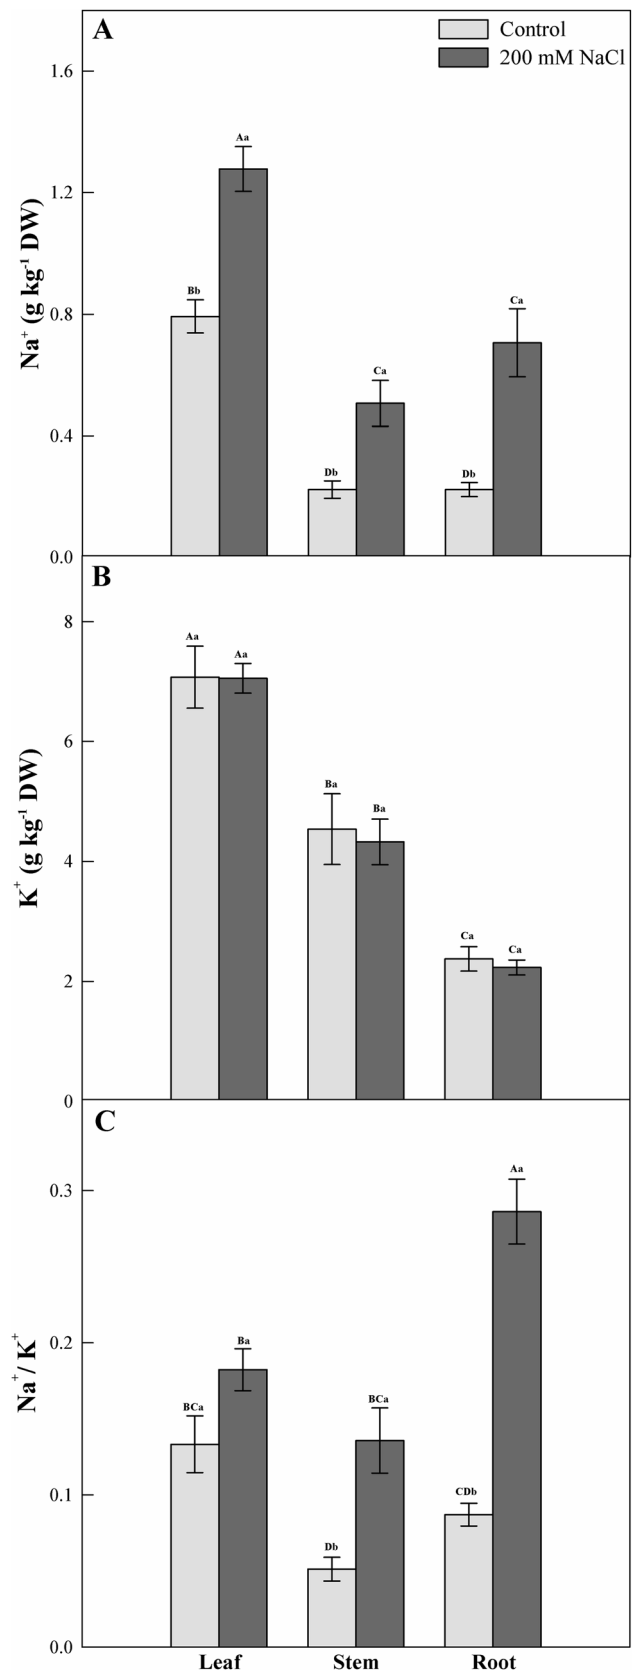 A
Control
200 mM NaCl
1.6
1.2
0.8
0.4
0.0
Na⁺ (g kg⁻¹ DW)
Aa
Bb
Ca
Ca
Db
Db
B
8
6
4
2
0
K⁺ (g kg⁻¹ DW)
Aa Aa
Ba Ba
Ca Ca
C
0.3
0.2
0.1
0.0
Na⁺/ K⁺
Aa
Ba
BCa BCa
CDb
Db
Leaf Stem Root